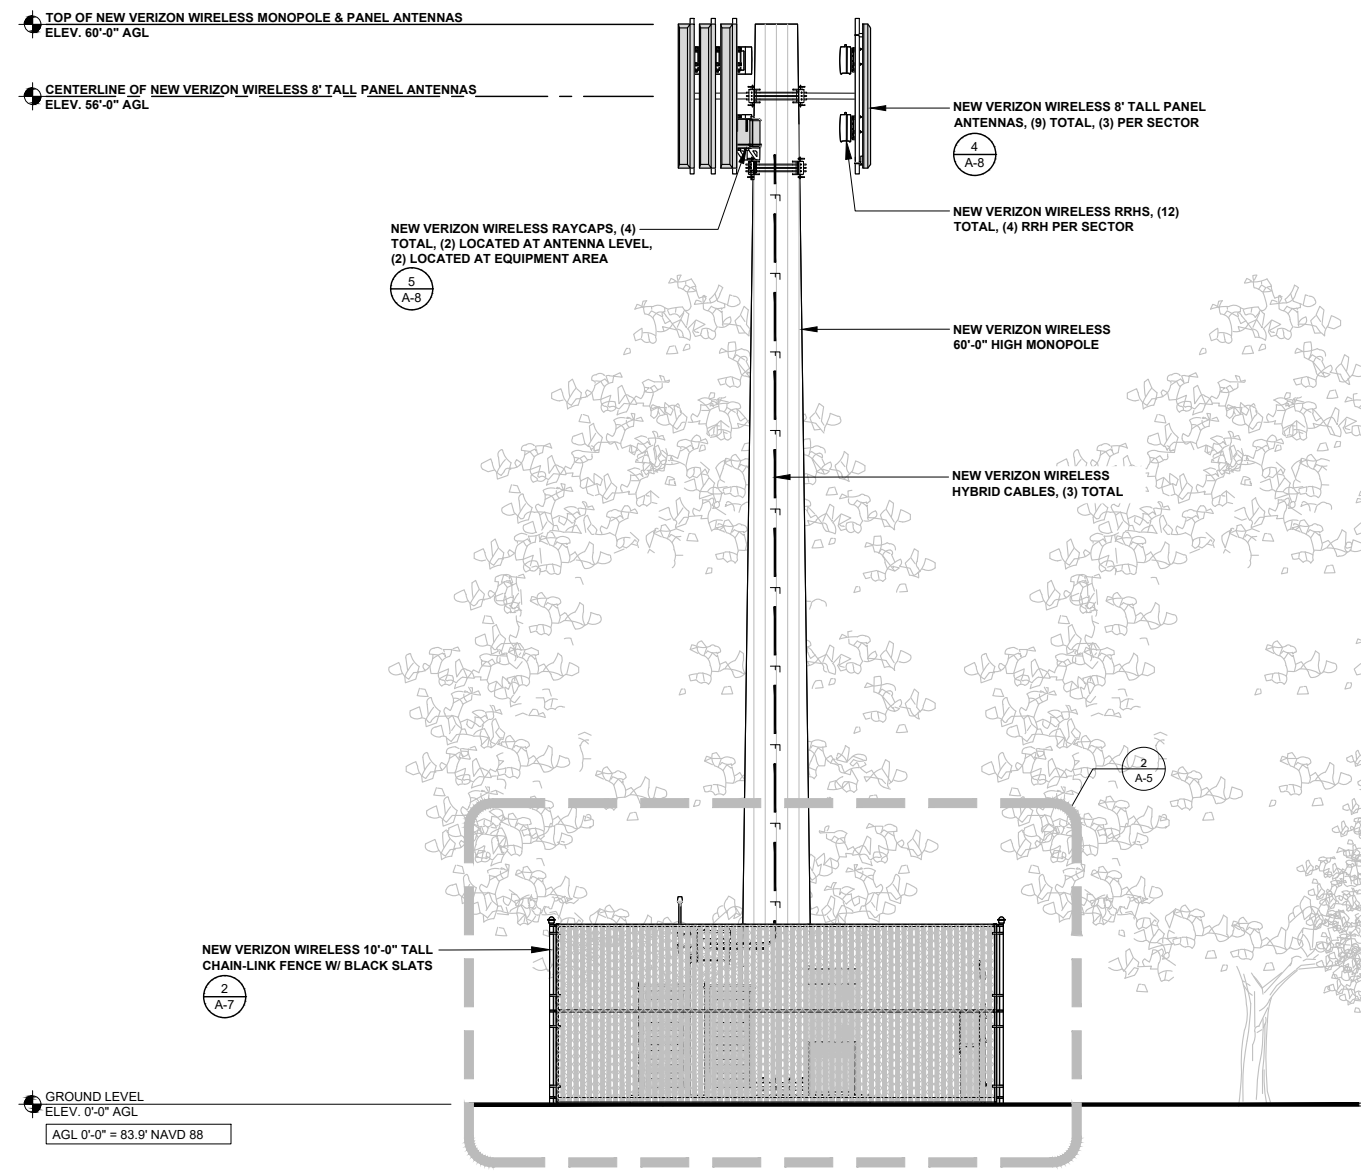 TOP OF NEW VERIZON WIRELESS MONOPOLE & PANEL ANTENNAS
ELEV. 60'-0" AGL
CENTERLINE OF NEW VERIZON WIRELESS 8' TALL PANEL ANTENNAS
ELEV. 56'-0" AGL
NEW VERIZON WIRELESS 8' TALL PANEL
ANTENNAS, (9) TOTAL, (3) PER SECTOR
4
A-8
NEW VERIZON WIRELESS RRHS, (12)
TOTAL, (4) RRH PER SECTOR
NEW VERIZON WIRELESS RAYCAPS, (4)
TOTAL, (2) LOCATED AT ANTENNA LEVEL,
(2) LOCATED AT EQUIPMENT AREA
5
A-8
NEW VERIZON WIRELESS
60'-0" HIGH MONOPOLE
NEW VERIZON WIRELESS
HYBRID CABLES, (3) TOTAL
2
A-5
NEW VERIZON WIRELESS 10'-0" TALL
CHAIN-LINK FENCE W/ BLACK SLATS
2
A-7
GROUND LEVEL
ELEV. 0'-0" AGL
AGL 0'-0" = 83.9' NAVD 88